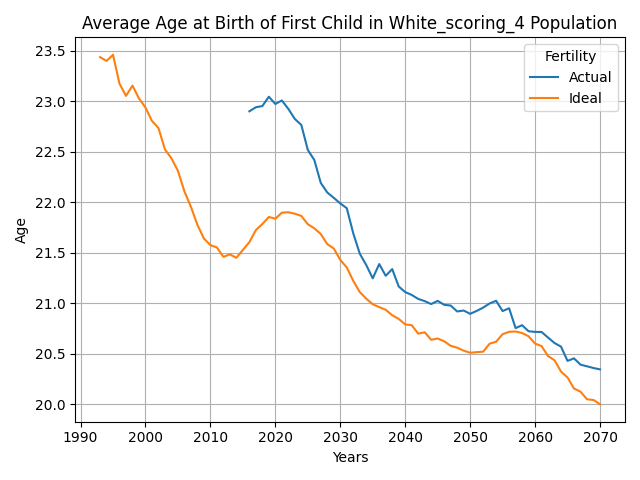 Average Age at Birth of First Child in White_scoring_4 Population
Fertility
Actual
Ideal
Age
23.5
23.0
22.5
22.0
21.5
21.0
20.5
20.0
1990 2000 2010 2020 2030 2040 2050 2060 2070
Years